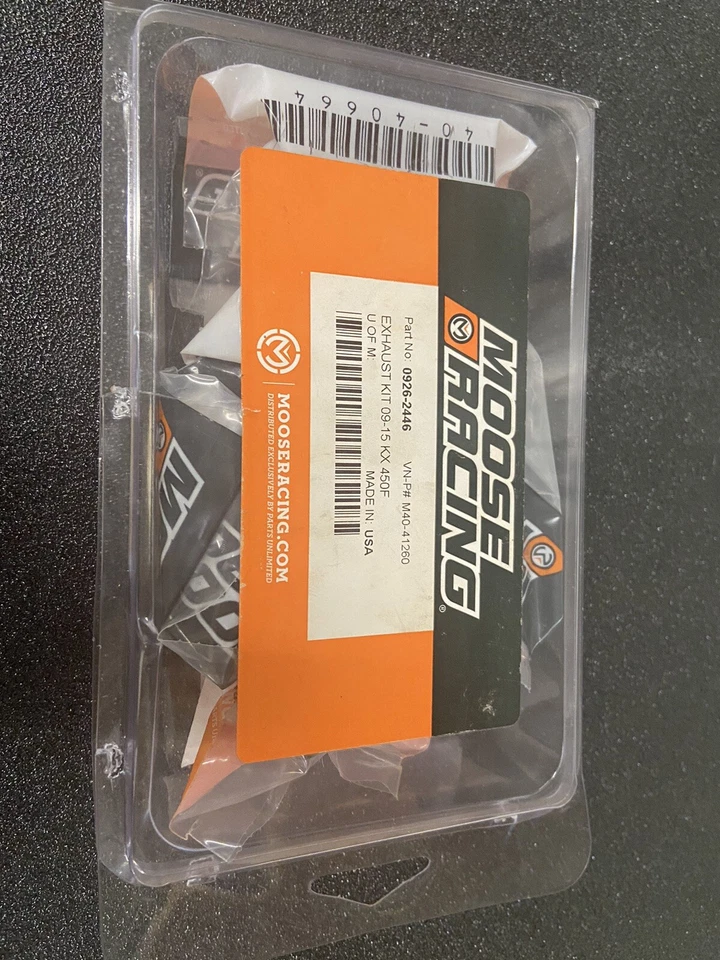 40-40664
MOOSE
RACING®
Part No: 0926-2446 VN-P# M40-41260
EXHAUST KIT 09-15 KX 450F
U OF M: MADE IN: USA
MOOSERACING.COM
DISTRIBUTED EXCLUSIVELY BY PARTS UNLIMITED